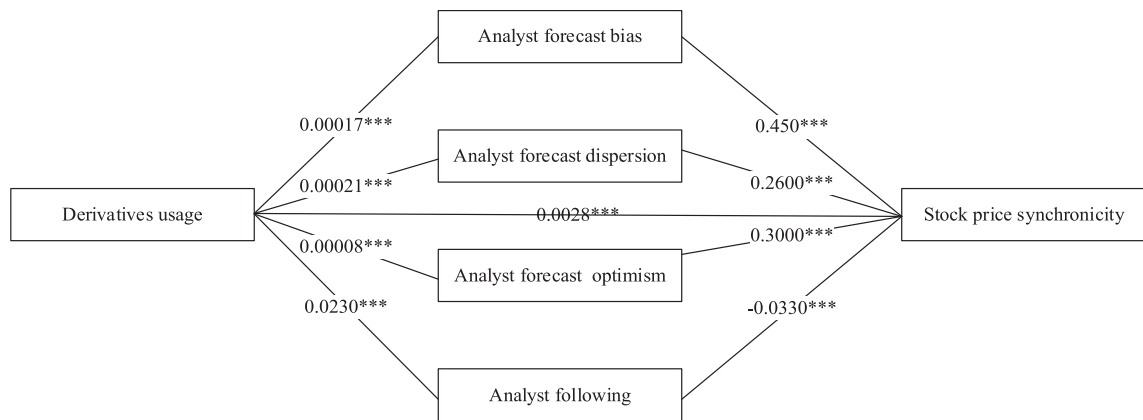 Analyst forecast bias
0.00017***
0.450***
Analyst forecast dispersion
0.00021***
0.2600***
Derivatives usage
0.0028***
Stock price synchronicity
0.00008***
0.3000***
Analyst forecast optimism
0.0230***
-0.0330***
Analyst following